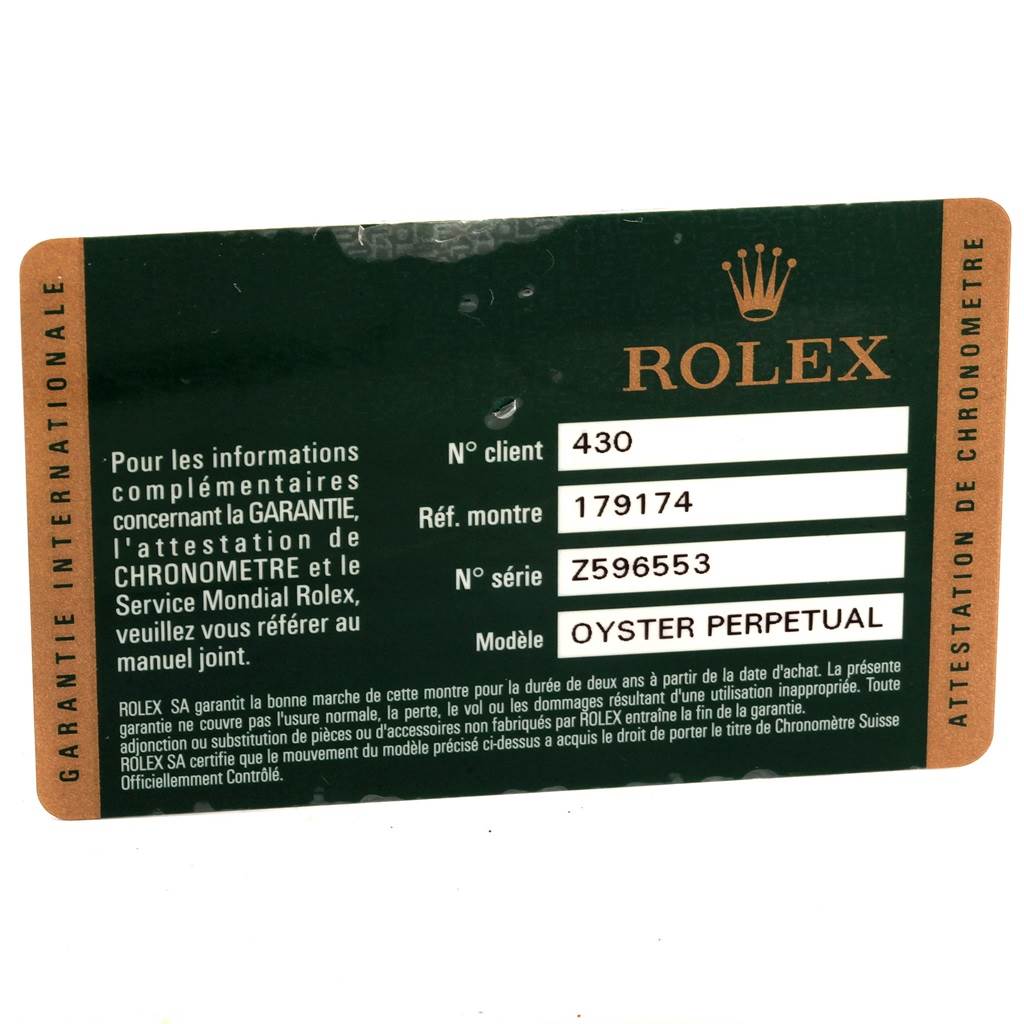 ROLEX
GARANTIE INTERNATIONALE
ROLEX
N° client 430
Réf. montre 179174
N° série Z596553
Modèle OYSTER PERPETUAL
Pour les informations
complémentaires
concernant la GARANTIE,
l'attestation de
CHRONOMETRE et le
Service Mondial Rolex,
veuillez vous référer au
manuel joint.
ROLEX SA garantit la bonne marche de cette montre pour la durée de deux ans à partir de la date d'achat. La présente
garantie ne couvre pas l'usure normale, la perte, le vol ou les dommages résultant d'une utilisation inappropriée. Toute
adjonction ou substitution de pièces ou d'accessoires non fabriqués par ROLEX entraîne la fin de la garantie.
ROLEX SA certifie que le mouvement du modèle précisé ci-dessus a acquis le droit de porter le titre de Chronomètre Suisse
Officiellemment Contrôlé.
ATTESTATION DE CHRONOMETRE